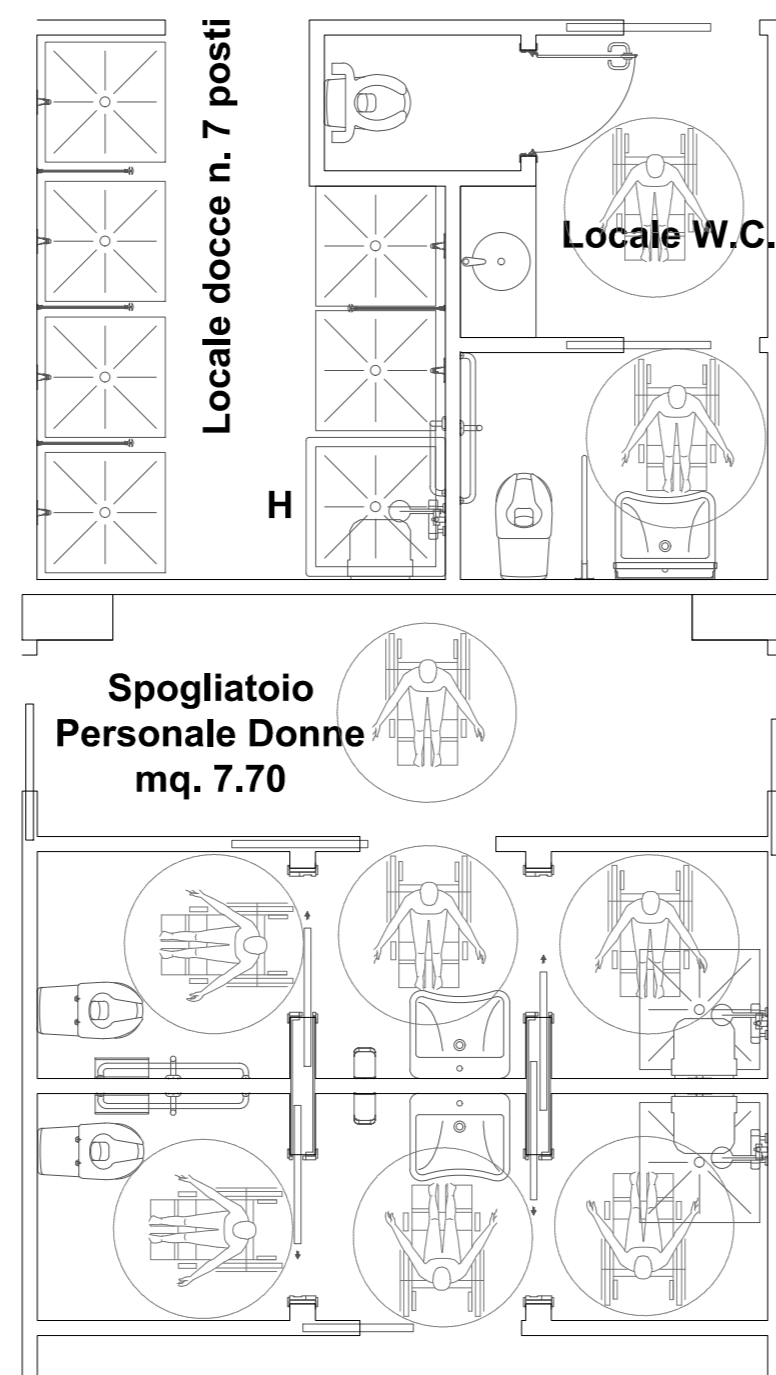 Locale docce n. 7 posti
Locale W.C.
H
Spogliatoio
Personale Donne
mq. 7.70